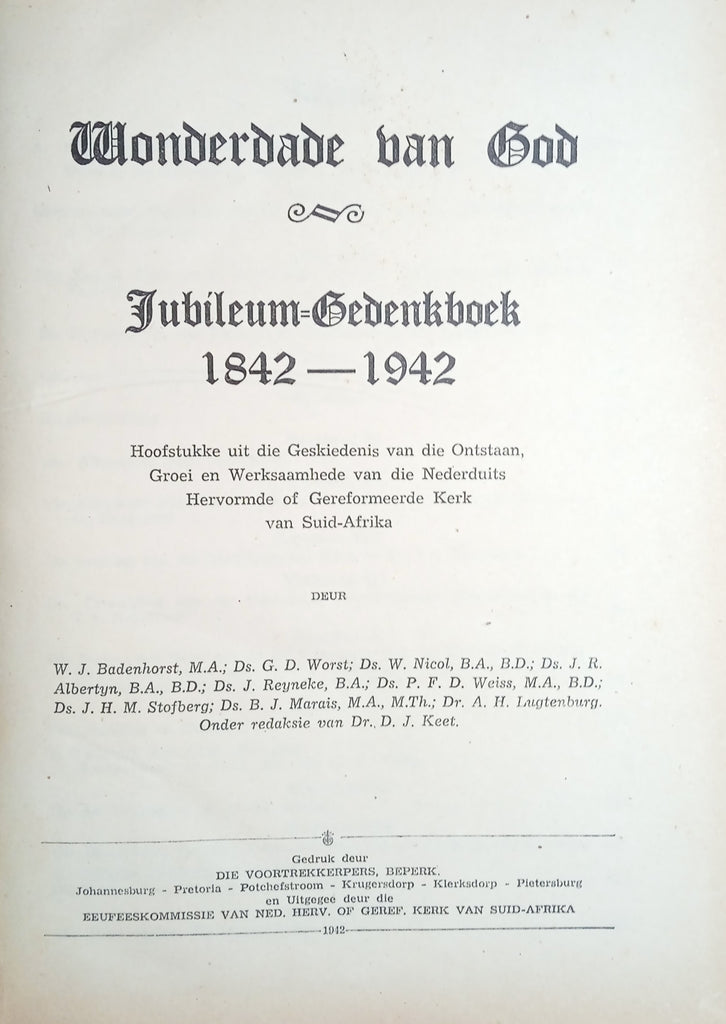 Wonderdade van God
Jubileum=Gedenkboek
1842 — 1942
Hoofstukke uit die Geskiedenis van die Ontstaan,
Groei en Werksaamhede van die Nederduits
Hervormde of Gereformeerde Kerk
van Suid-Afrika
DEUR
W. J. Badenhorst, M.A.; Ds. G. D. Worst; Ds. W. Nicol, B.A., B.D.; Ds. J. R.
Albertyn, B.A., B.D.; Ds. J. Reyneke, B.A.; Ds. P. F. D. Weiss, M.A., B.D.;
Ds. J. H. M. Stofberg; Ds. B. J. Marais, M.A., M.Th.; Dr. A. H. Lugtenburg.
Onder redaksie van Dr. D. J. Keet.
Gedruk deur
DIE VOORTREKKERPERS, BEPERK.
Johannesburg - Pretoria - Potchefstroom - Krugersdorp - Klerksdorp - Pietersburg
en Uitgegee deur die
EEUFEESKOMMISSIE VAN NED. HERV. OF GEREF. KERK VAN SUID-AFRIKA
1942